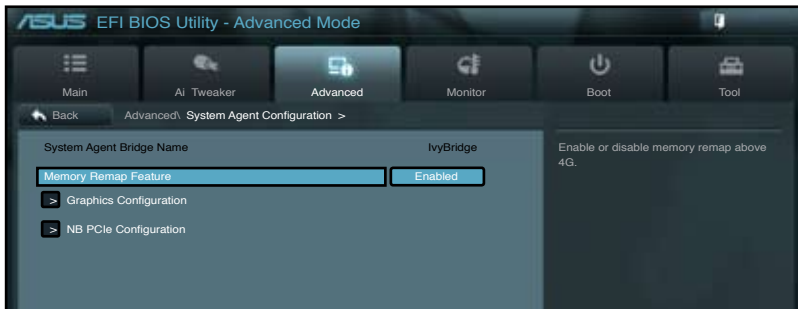 ASUS EFI BIOS Utility - Advanced Mode
Main Ai Tweaker Advanced Monitor Boot Tool
Back Advanced\ System Agent Configuration >
System Agent Bridge Name IvyBridge
Enable or disable memory remap above
4G.
Memory Remap Feature Enabled
> Graphics Configuration
> NB PCIe Configuration